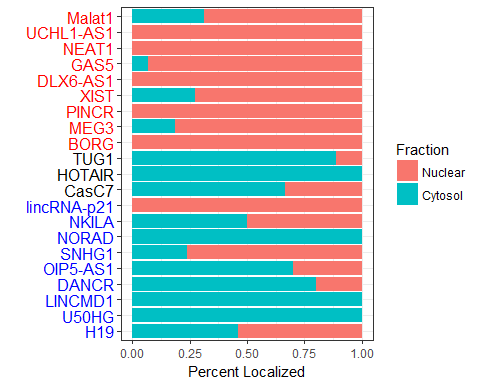 Malat1
UCHL1-AS1
NEAT1
GAS5
DLX6-AS1
XIST
PINCR
MEG3
BORG
TUG1
HOTAIR
CasC7
lincRNA-p21
NKILA
NORAD
SNHG1
OIP5-AS1
DANCR
LINCMD1
U50HG
H19
0.00 0.25 0.50 0.75 1.00
Percent Localized
Fraction
Nuclear
Cytosol